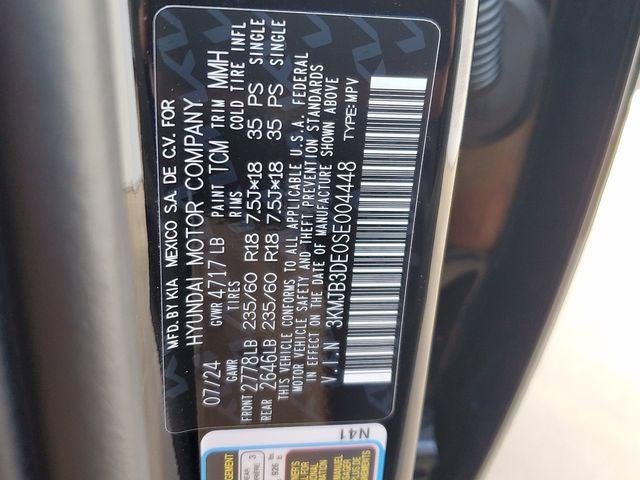 MFD.BY KIA MEXICO SA. DE C.V. FOR
HYUNDAI MOTOR COMPANY
07/24 GVWR 4717 LB PAINT TCM TRIM MMH
GAWR TIRES RIMS COLD TIRE INFL
FRONT 2778LB 235/60 R18 7.5J*18 35 PS SINGLE
REAR 2646LB 235/60 R18 7.5J*18 35 PS SINGLE
THIS VEHICLE CONFORMS TO ALL APPLICABLE U.S.A. FEDERAL
MOTOR VEHICLE SAFETY AND THEFT PREVENTION STANDARDS
IN EFFECT ON THE DATE OF MANUFACTURE SHOWN ABOVE
V.I.N 3KMJTB3DE0SE004448 TYPE:MPV
N41